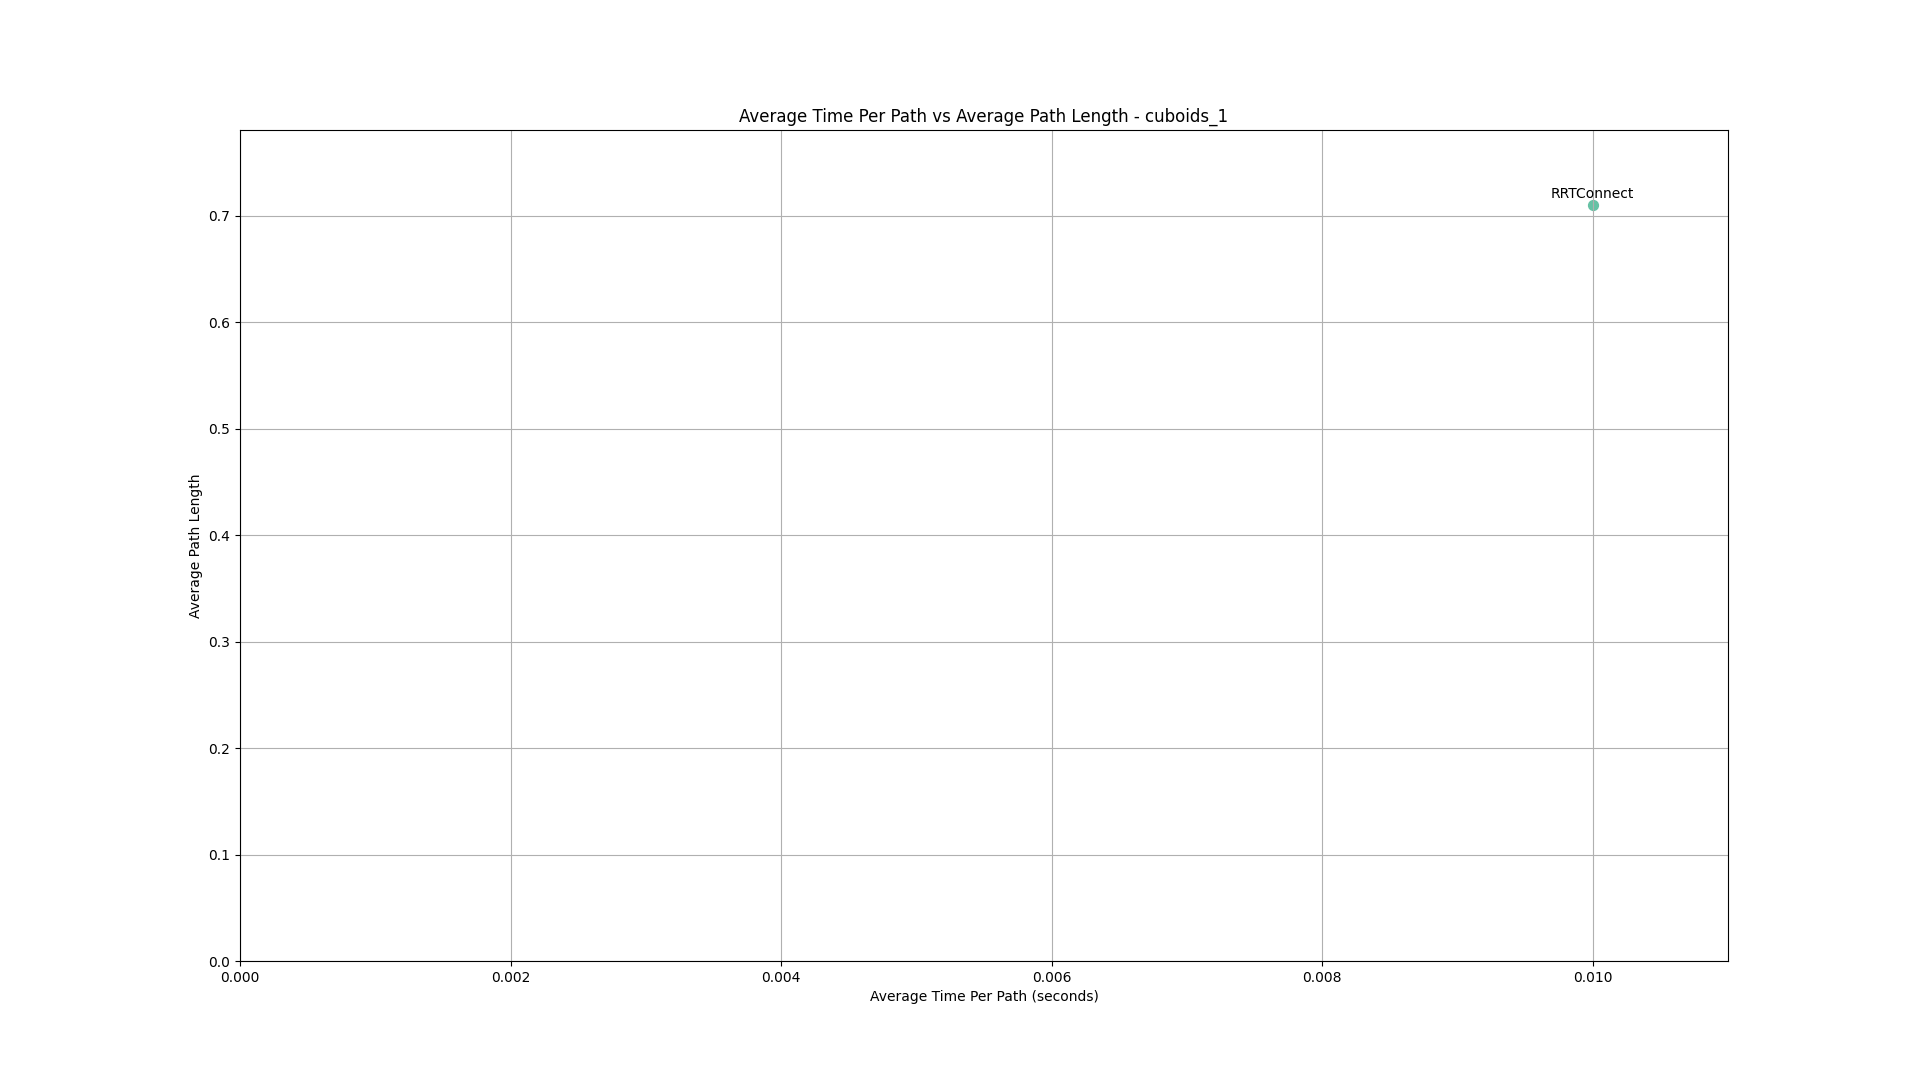 Average Time Per Path vs Average Path Length - cuboids_1
RRTConnect
0.7
0.6
0.5
0.4
0.3
0.2
0.1
0.0
Average Path Length
0.000 0.002 0.004 0.006 0.008 0.010
Average Time Per Path (seconds)